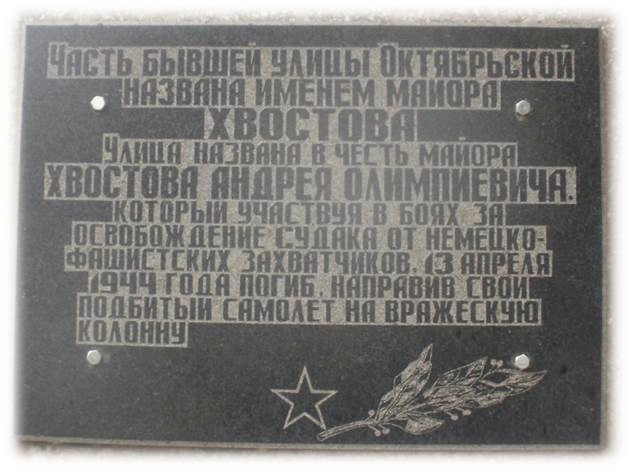 Часть бывшей улицы Октябрьской
названа именем майора
ХВОСТОВА
Улица названа в честь майора
ХВОСТОВА АНДРЕЯ ОЛИМПИЕВИЧА,
который участвуя в боях за
освобождение Судака от немецко-
фашистских захватчиков, 13 апреля
1944 года погиб, направив свой
подбитый самолет на вражескую
колонну